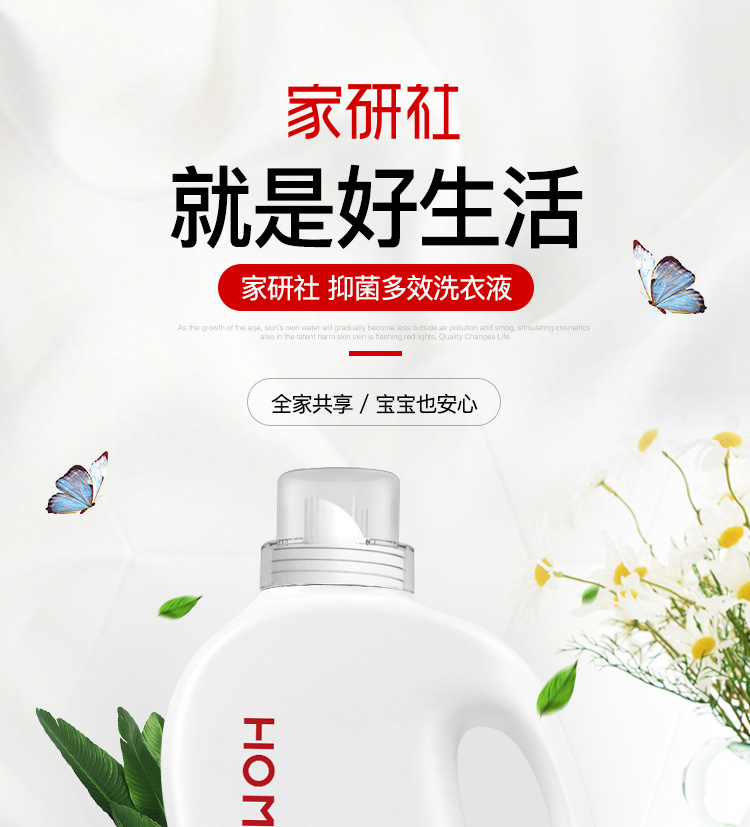 家研社
就是好生活
家研社 抑菌多效洗衣液
As the growth of the age, skin's own water will gradually become less outside air pollution and smog, stimulating cosmetics
also in the latent harm skin skin is flashing red lights, Quality Changes Life
全家共享 / 宝宝也安心
HOM